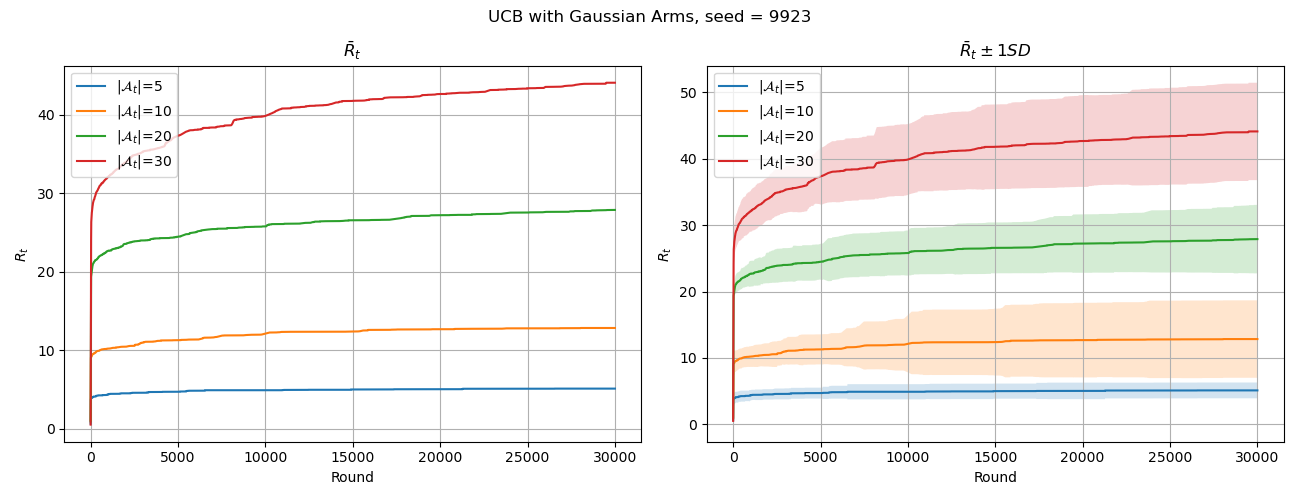 UCB with Gaussian Arms, seed = 9923
R̄ₜ
|𝒜ₜ|=5
|𝒜ₜ|=10
|𝒜ₜ|=20
|𝒜ₜ|=30
Rₜ
40
30
20
10
0
0 5000 10000 15000 20000 25000 30000
Round
R̄ₜ ± 1SD
|𝒜ₜ|=5
|𝒜ₜ|=10
|𝒜ₜ|=20
|𝒜ₜ|=30
Rₜ
50
40
30
20
10
0
0 5000 10000 15000 20000 25000 30000
Round